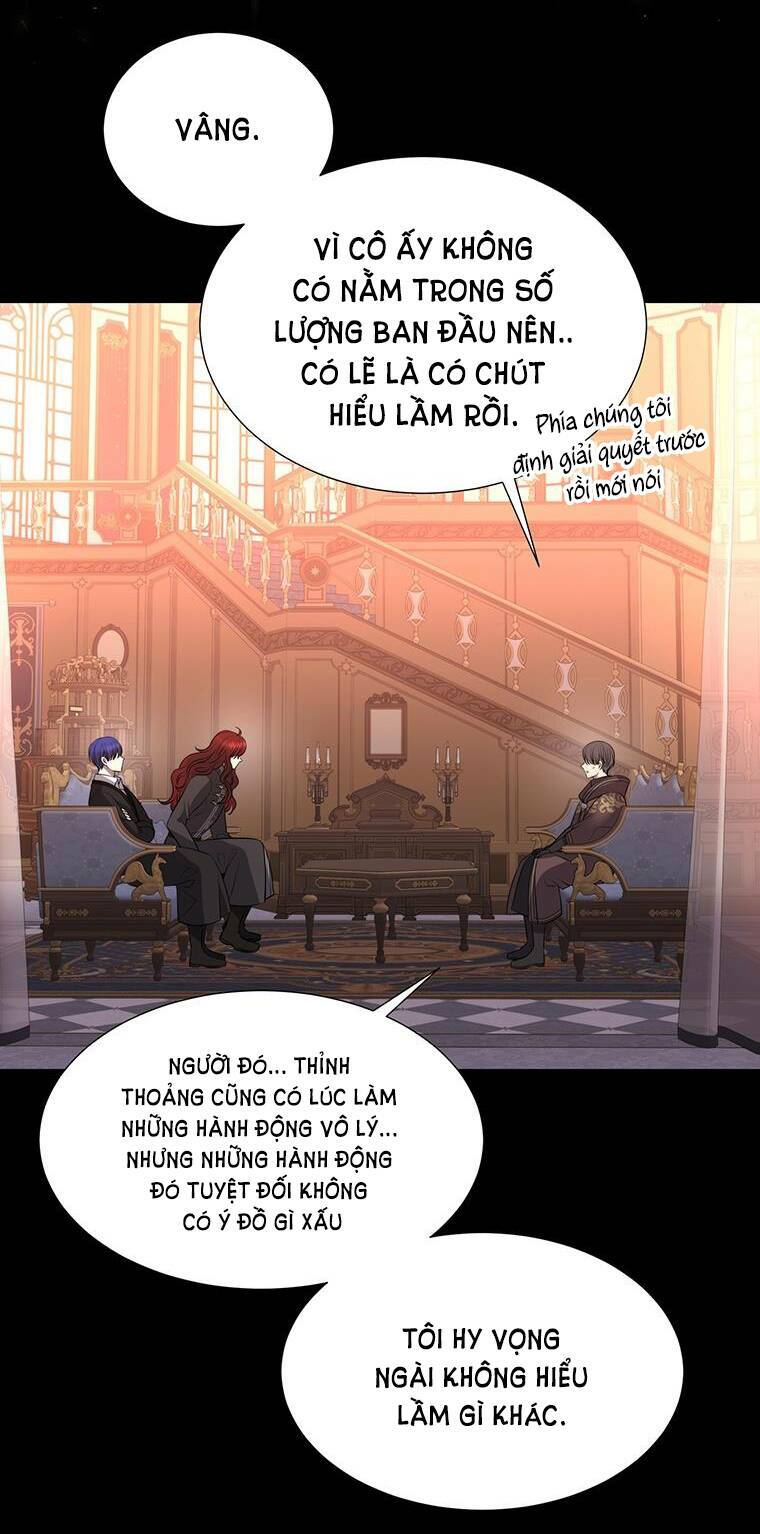 VÂNG.
VÌ CÔ ẤY KHÔNG
CÓ NẰM TRONG SỐ
LƯỢNG BAN ĐẦU NÊN..
CÓ LẼ LÀ CÓ CHÚT
HIỂU LẦM RỒI.
Phía chúng tôi
định giải quyết trước
rồi mới nói
NGƯỜI ĐÓ... THỈNH
THOẢNG CŨNG CÓ LÚC LÀM
NHỮNG HÀNH ĐỘNG VÔ LÝ...
NHƯNG NHỮNG HÀNH ĐỘNG
ĐÓ TUYỆT ĐỐI KHÔNG
CÓ Ý ĐỒ GÌ XẤU
TÔI HY VỌNG
NGÀI KHÔNG HIỂU
LẦM GÌ KHÁC.